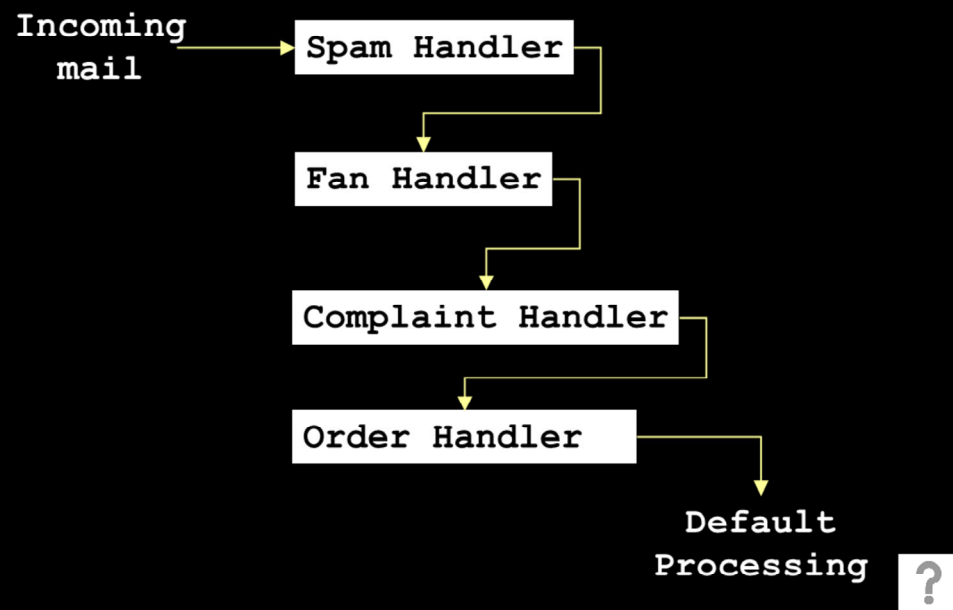 Incoming
mail
Spam Handler
Fan Handler
Complaint Handler
Order Handler
Default
Processing
?